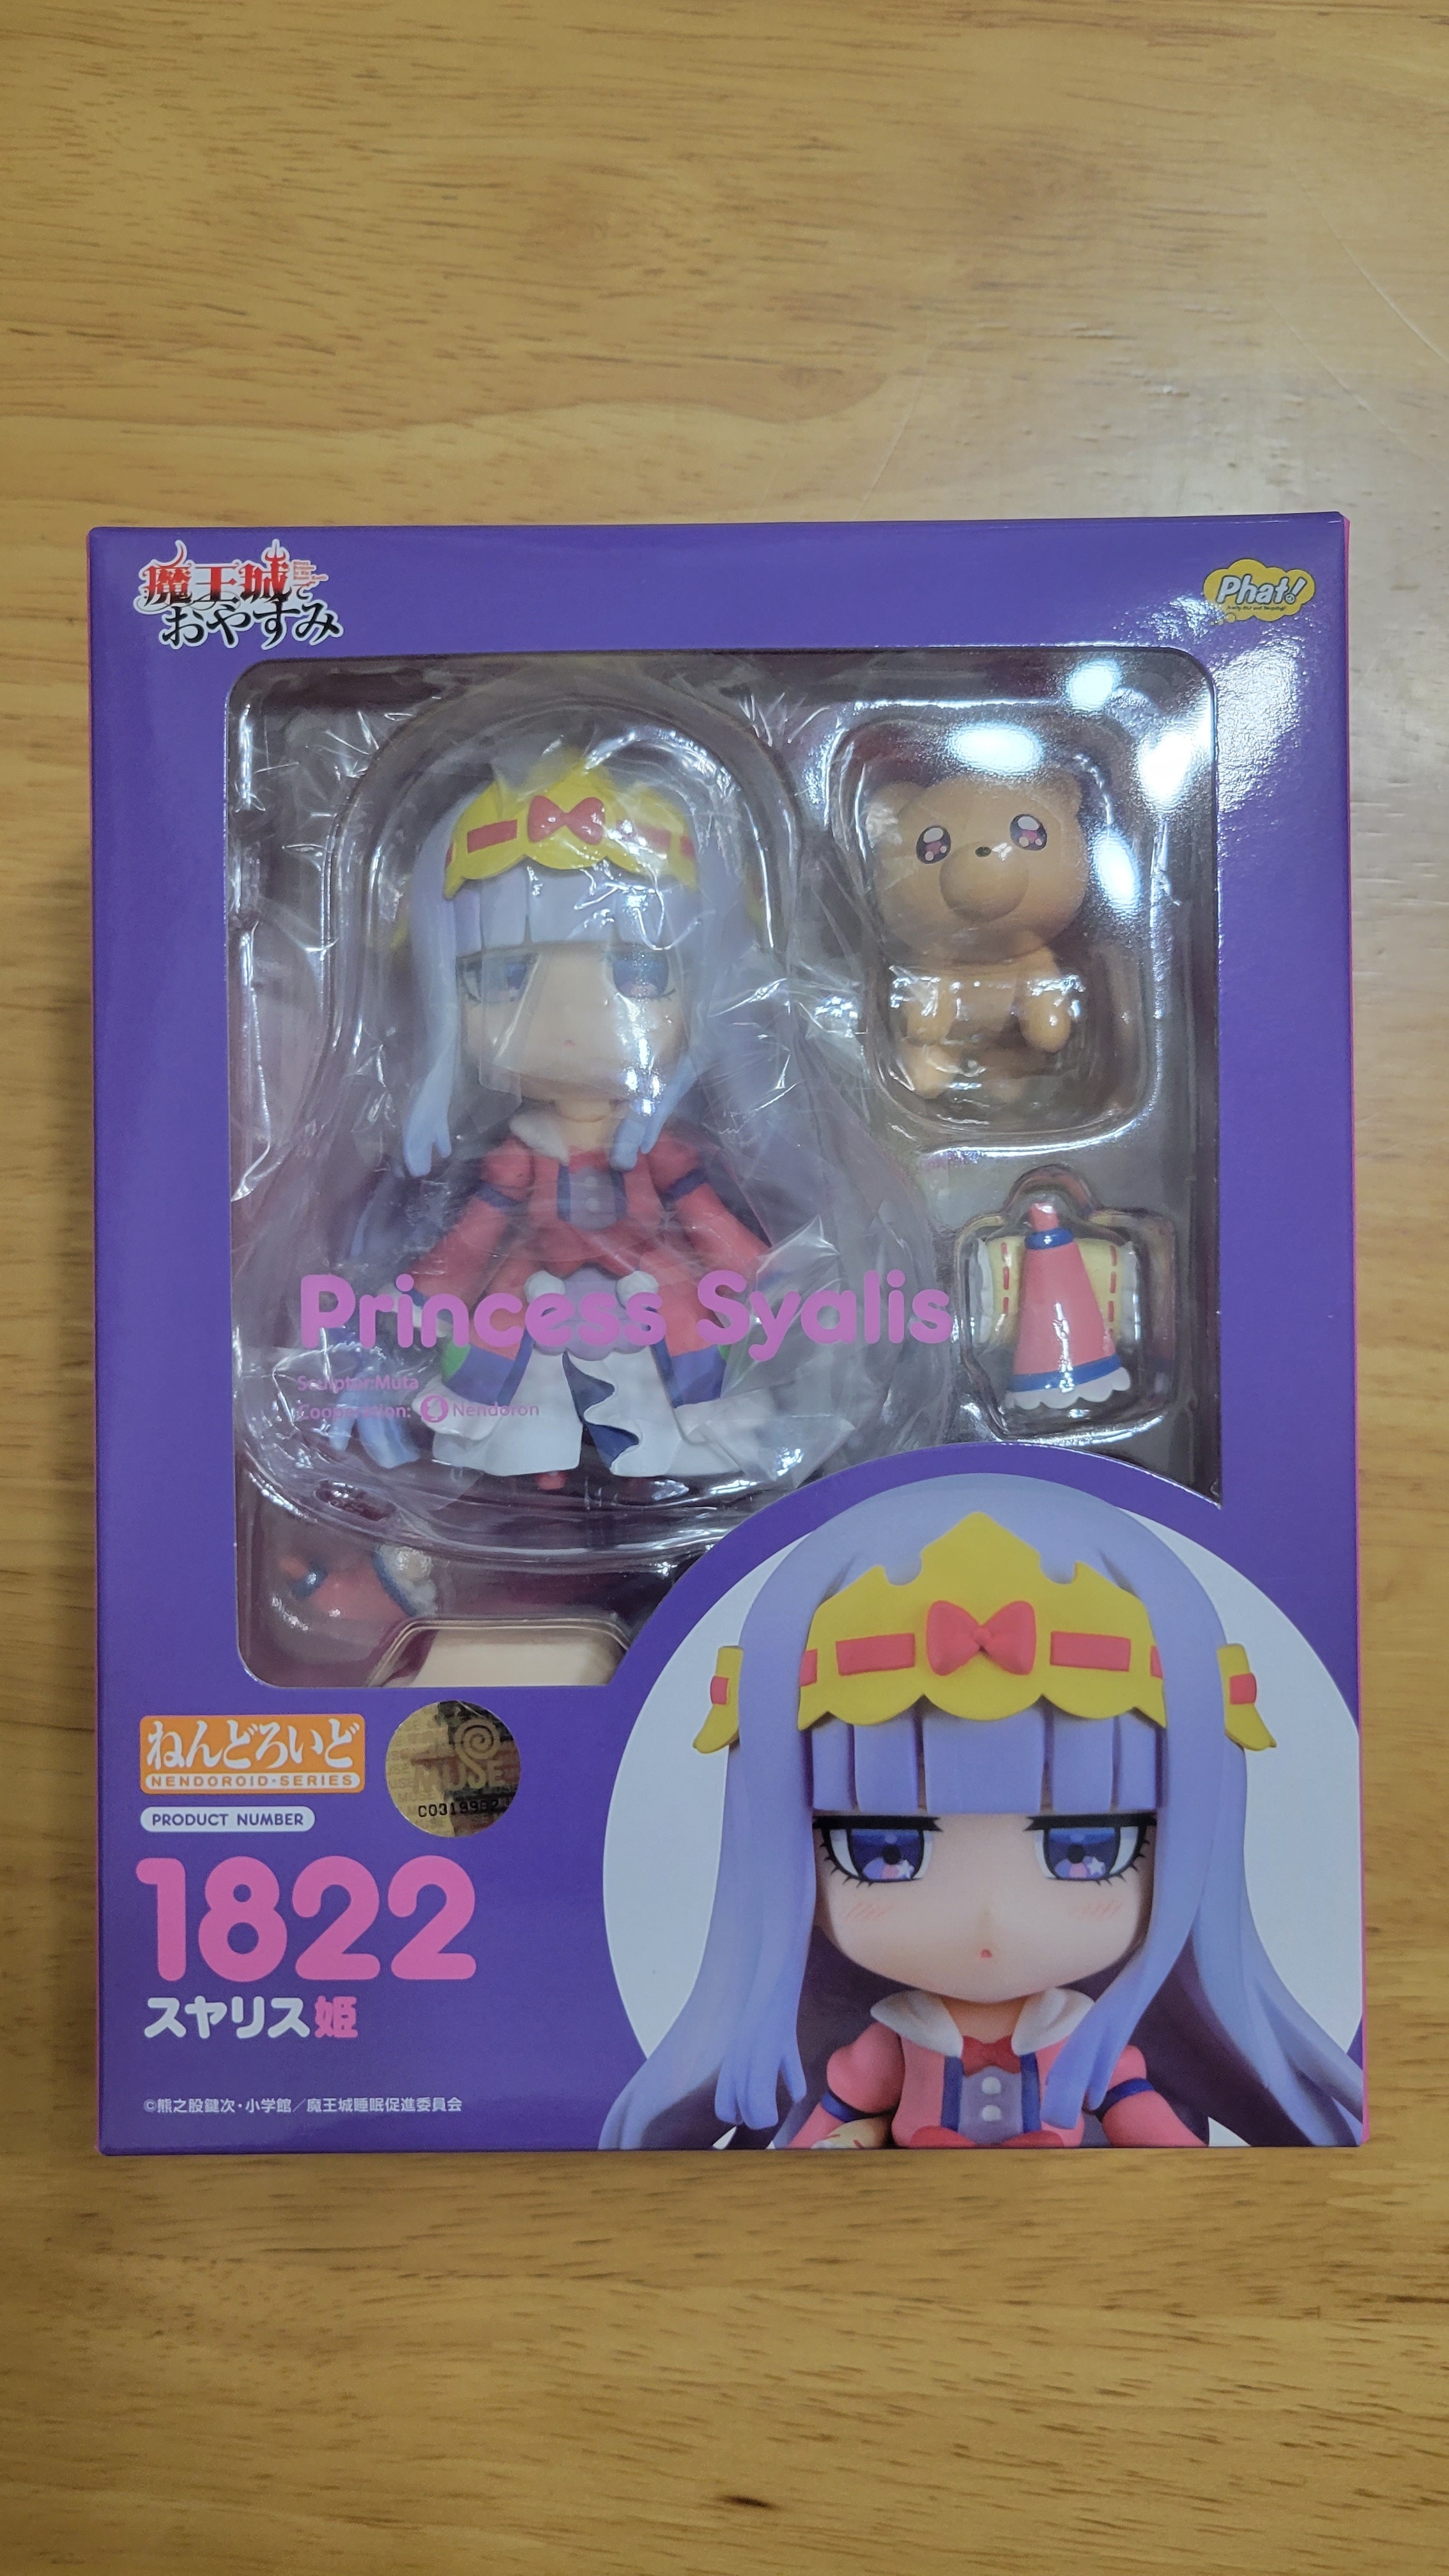 魔王城で
おやすみ
Phat!
Princess Syalis
Sculptor:Muta
Cooperation: Nendoron
ねんどろいど
NENDOROID・SERIES
MUSE
PRODUCT NUMBER
1822
スヤリス姫
©熊之股鍵次・小学館／魔王城睡眠促進委員会